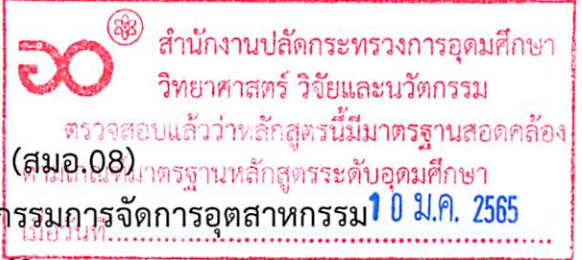 สำนักงานปลัดกระทรวงการอุดมศึกษา
วิทยาศาสตร์ วิจัยและนวัตกรรม
ตรวจสอบแล้วว่าหลักสูตรนี้มีมาตรฐานสอดคล้อง
(สมอ.08)
ตามเกณฑ์มาตรฐานหลักสูตรระดับอุดมศึกษา
กรรมการจัดการอุตสาหกรรม
เมื่อวันที่ 10 มี.ค. 2565